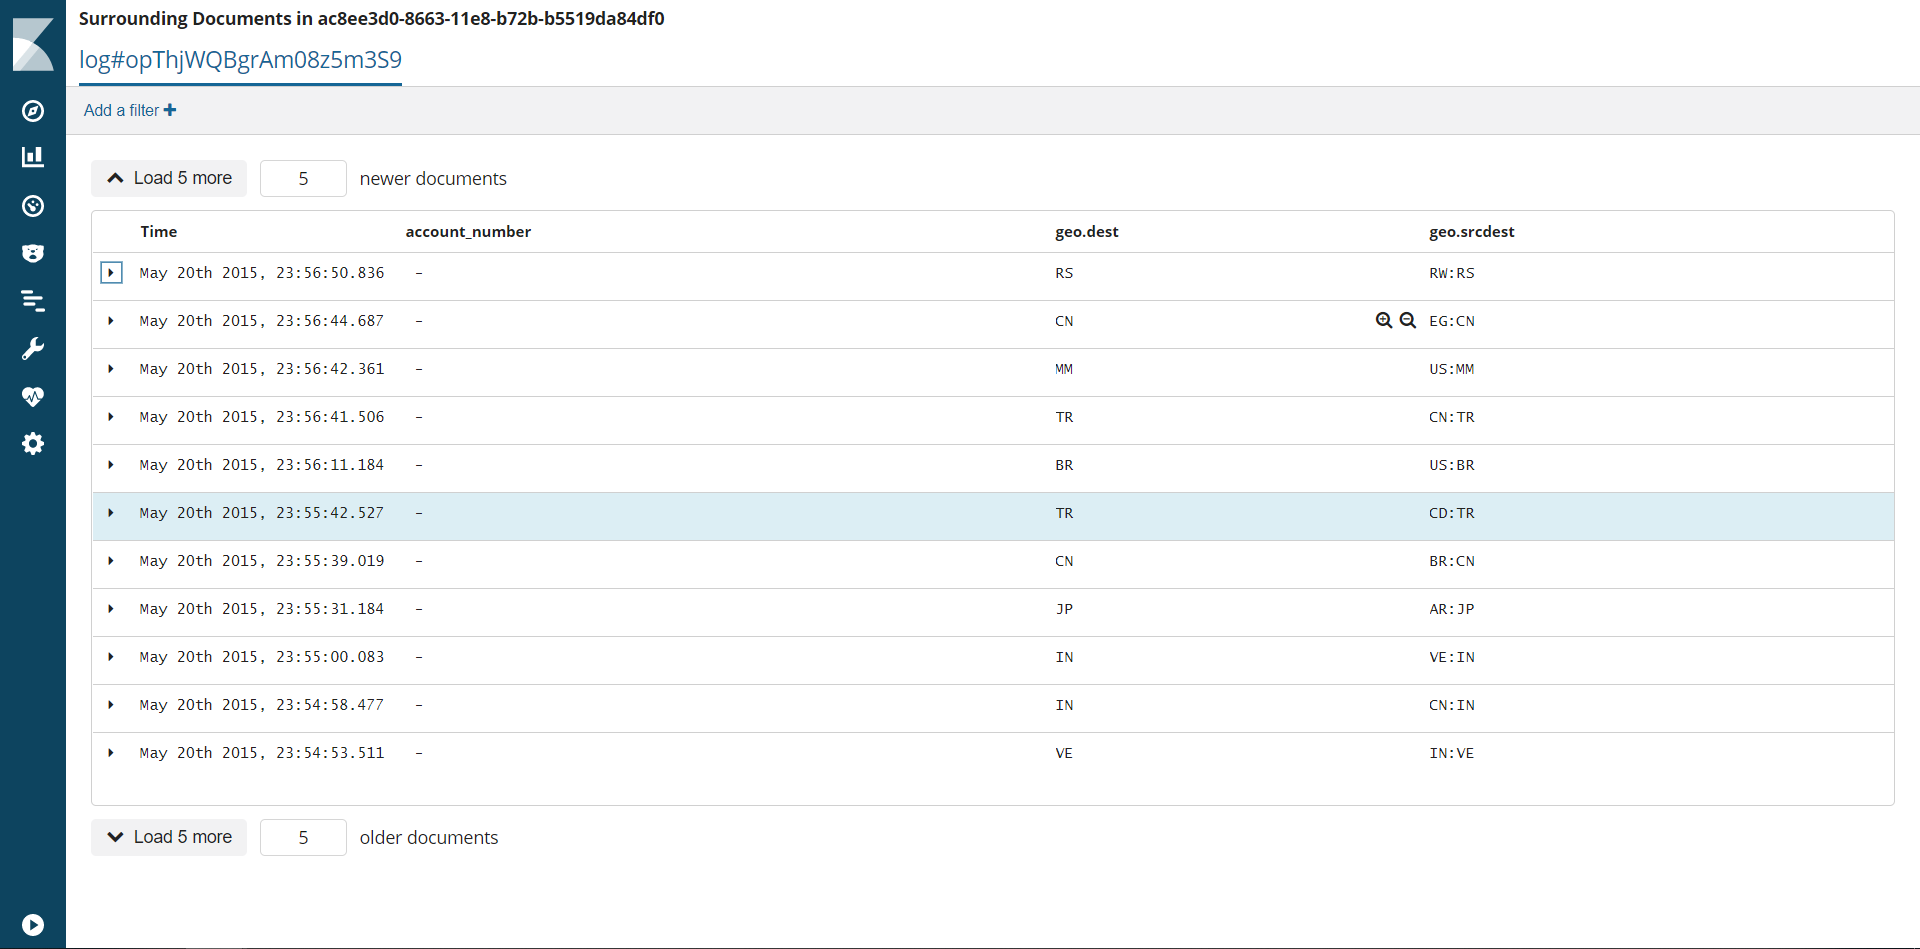 Surrounding Documents in ac8ee3d0-8663-11e8-b72b-b5519da84df0
log#opThjWQBgrAm08z5m3S9
Add a filter
Load 5 more 5 newer documents
Time account_number geo.dest geo.srcdest
May 20th 2015, 23:56:50.836 - RS RW:RS
May 20th 2015, 23:56:44.687 - CN EG:CN
May 20th 2015, 23:56:42.361 - MM US:MM
May 20th 2015, 23:56:41.506 - TR CN:TR
May 20th 2015, 23:56:11.184 - BR US:BR
May 20th 2015, 23:55:42.527 - TR CD:TR
May 20th 2015, 23:55:39.019 - CN BR:CN
May 20th 2015, 23:55:31.184 - JP AR:JP
May 20th 2015, 23:55:00.083 - IN VE:IN
May 20th 2015, 23:54:58.477 - IN CN:IN
May 20th 2015, 23:54:53.511 - VE IN:VE
Load 5 more 5 older documents